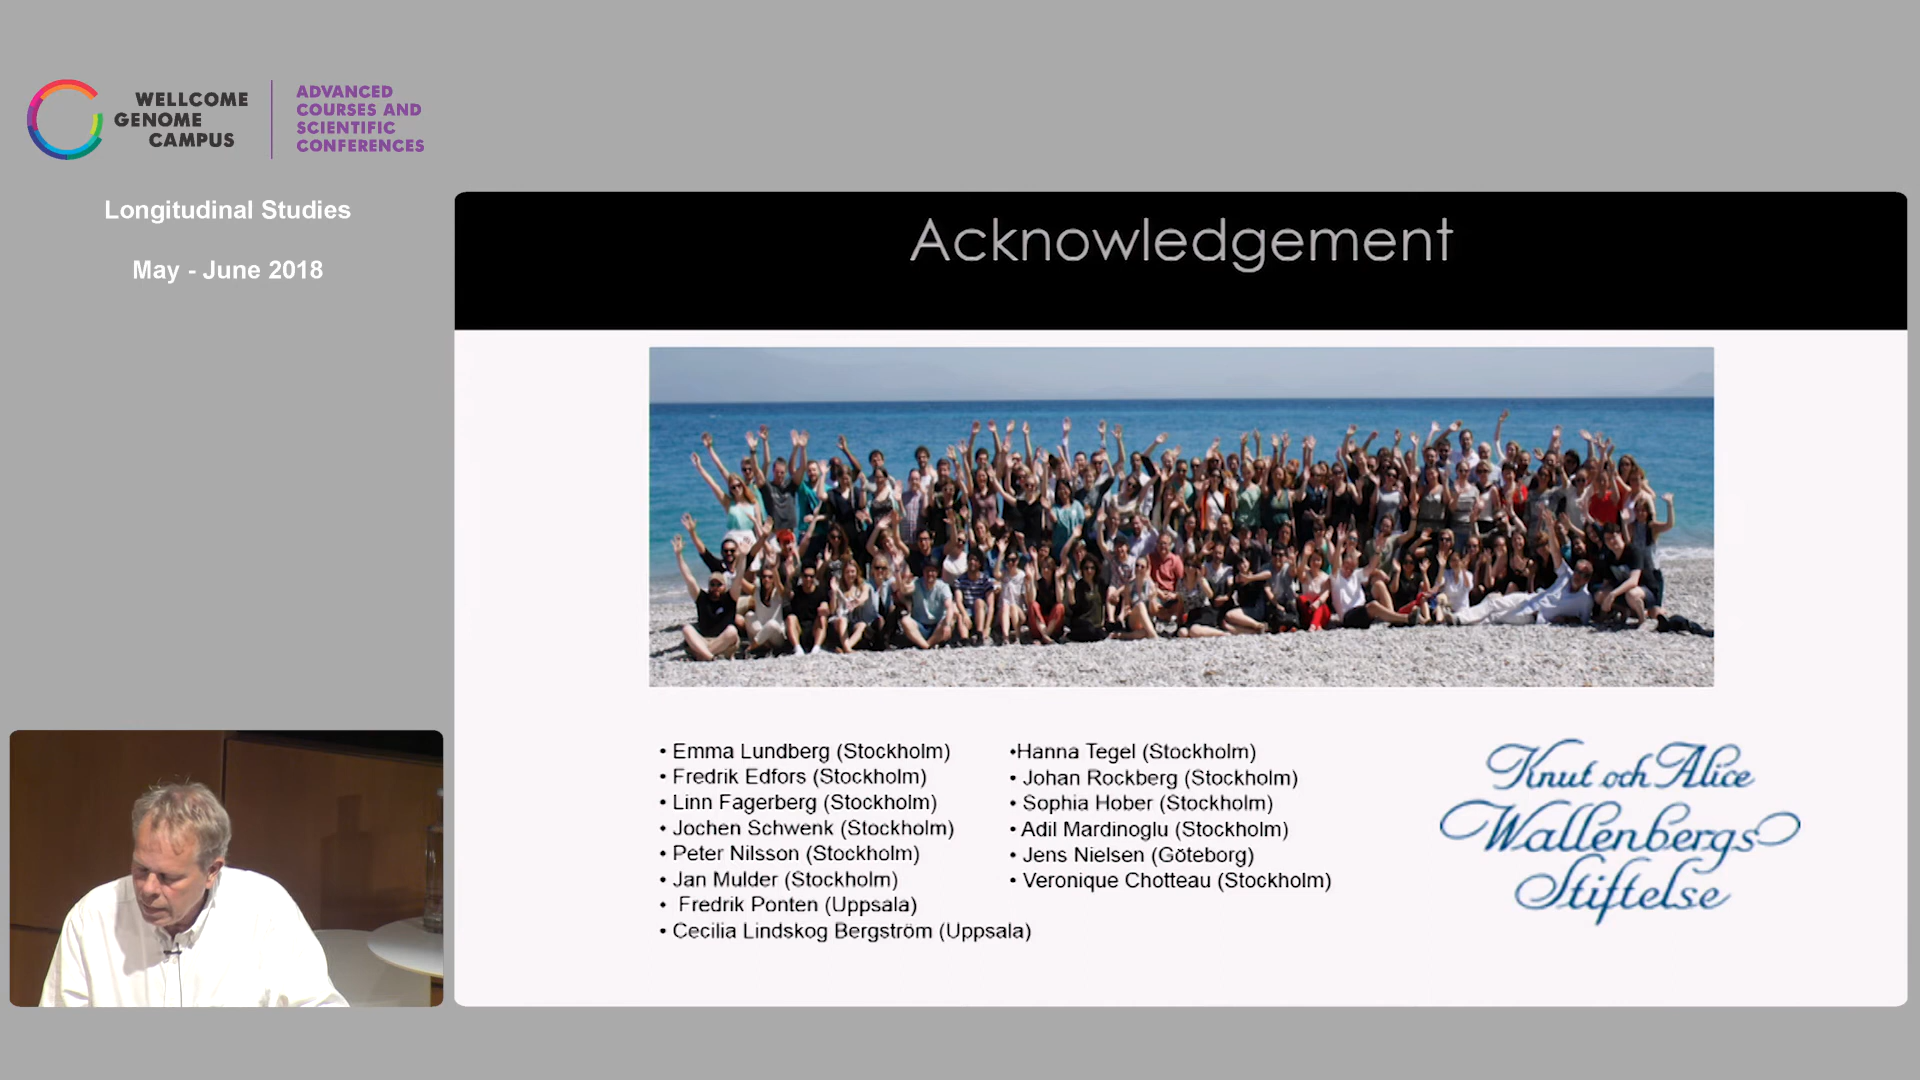 WELLCOME
GENOME
CAMPUS
ADVANCED
COURSES AND
SCIENTIFIC
CONFERENCES
Longitudinal Studies
May - June 2018
Acknowledgement
• Emma Lundberg (Stockholm)
• Fredrik Edfors (Stockholm)
• Linn Fagerberg (Stockholm)
• Jochen Schwenk (Stockholm)
• Peter Nilsson (Stockholm)
• Jan Mulder (Stockholm)
• Fredrik Ponten (Uppsala)
• Cecilia Lindskog Bergström (Uppsala)
•Hanna Tegel (Stockholm)
• Johan Rockberg (Stockholm)
• Sophia Hober (Stockholm)
• Adil Mardinoglu (Stockholm)
• Jens Nielsen (Göteborg)
• Veronique Chotteau (Stockholm)
Knut och Alice
Wallenbergs
Stiftelse